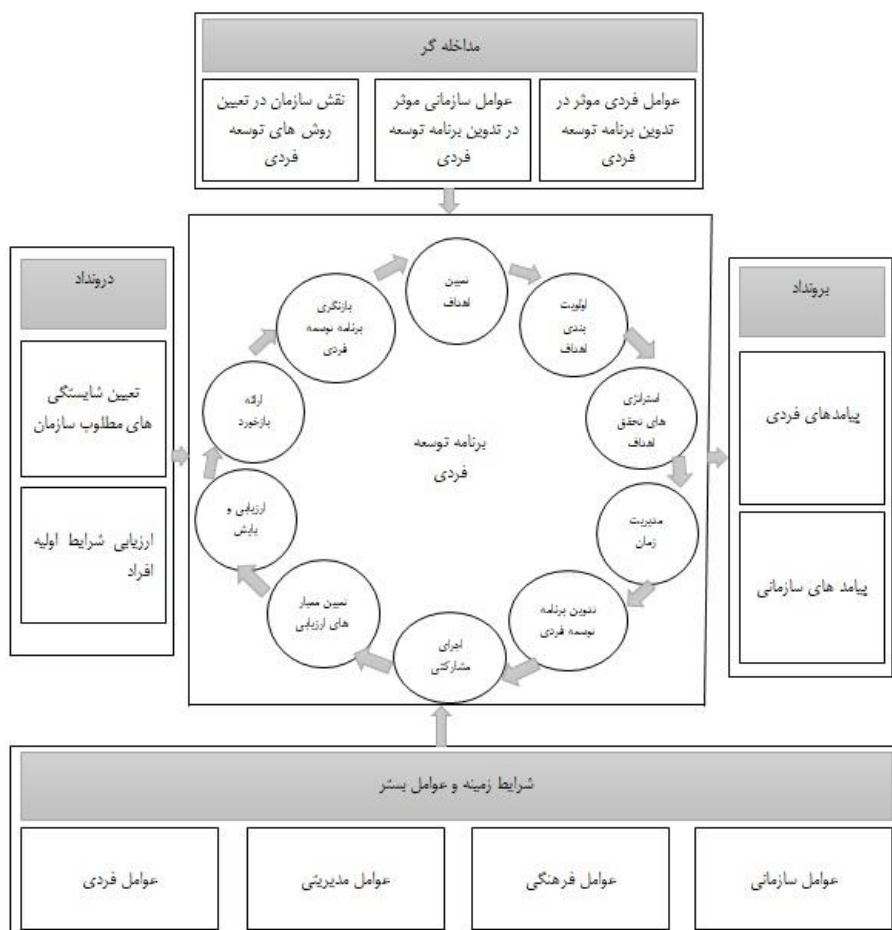 مداخله گر
عوامل فردی موثر در
تدوین برنامه توسعه
فردی
عوامل سازمانی موثر
در تدوین برنامه توسعه
فردی
نقش سازمان در تعیین
روش های توسعه
فردی
درونداد
تعیین شایستگی
های مطلوب سازمان
ارزیابی شرایط اولیه
افراد
تعیین
اهداف
اولویت
بندی
اهداف
استراتژی
های تحقق
اهداف
مدیریت
زمان
تدوین برنامه
توسعه فردی
اجرای
مشارکتی
تعیین معیار
های ارزیابی
ارزیابی و
پایش
ارائه
بازخورد
بازنگری
برنامه توسعه
فردی
برنامه توسعه
فردی
برونداد
پیامدهای فردی
پیامد های سازمانی
شرایط زمینه و عوامل بستر
عوامل سازمانی
عوامل فرهنگی
عوامل مدیریتی
عوامل فردی